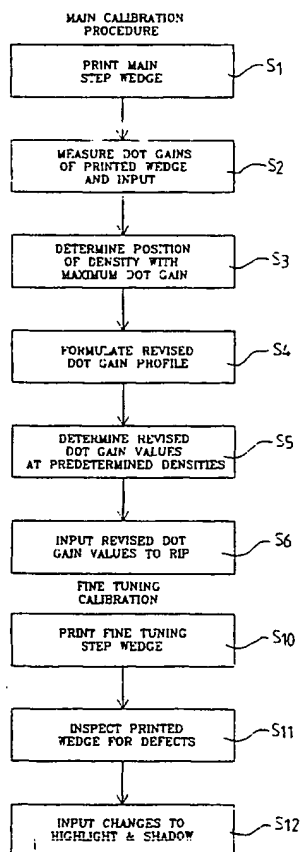 MAIN CALIBRATION
PROCEDURE
PRINT MAIN
STEP WEDGE
S1
MEASURE DOT GAINS
OF PRINTED WEDGE
AND INPUT
S2
DETERMINE POSITION
OF DENSITY WITH
MAXIMUM DOT GAIN
S3
FORMULATE REVISED
DOT GAIN PROFILE
S4
DETERMINE REVISED
DOT GAIN VALUES
AT PREDETERMINED DENSITIES
S5
INPUT REVISED DOT
GAIN VALUES TO RIP
S6
FINE TUNING
CALIBRATION
PRINT FINE TUNING
STEP WEDGE
S10
INSPECT PRINTED
WEDGE FOR DEFECTS
S11
INPUT CHANGES TO
HIGHLIGHT & SHADOW
S12